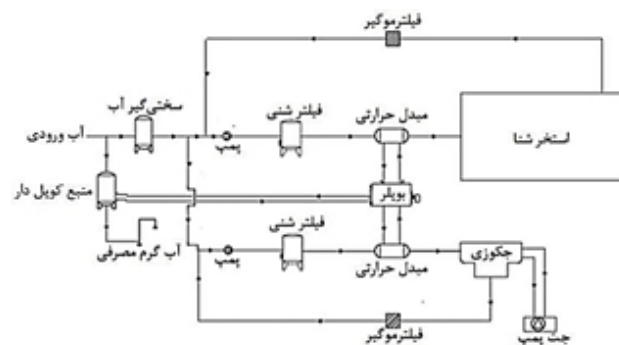 فیلترموگیر
سختی‌گیر آب
فیلتر شنی
مبدل حرارتی
آب ورودی
پمپ
استخر شنا
منبع کویل دار
بویلر
فیلتر شنی
آب گرم مصرفی
پمپ
مبدل حرارتی
جکوزی
فیلترموگیر
جت پمپ